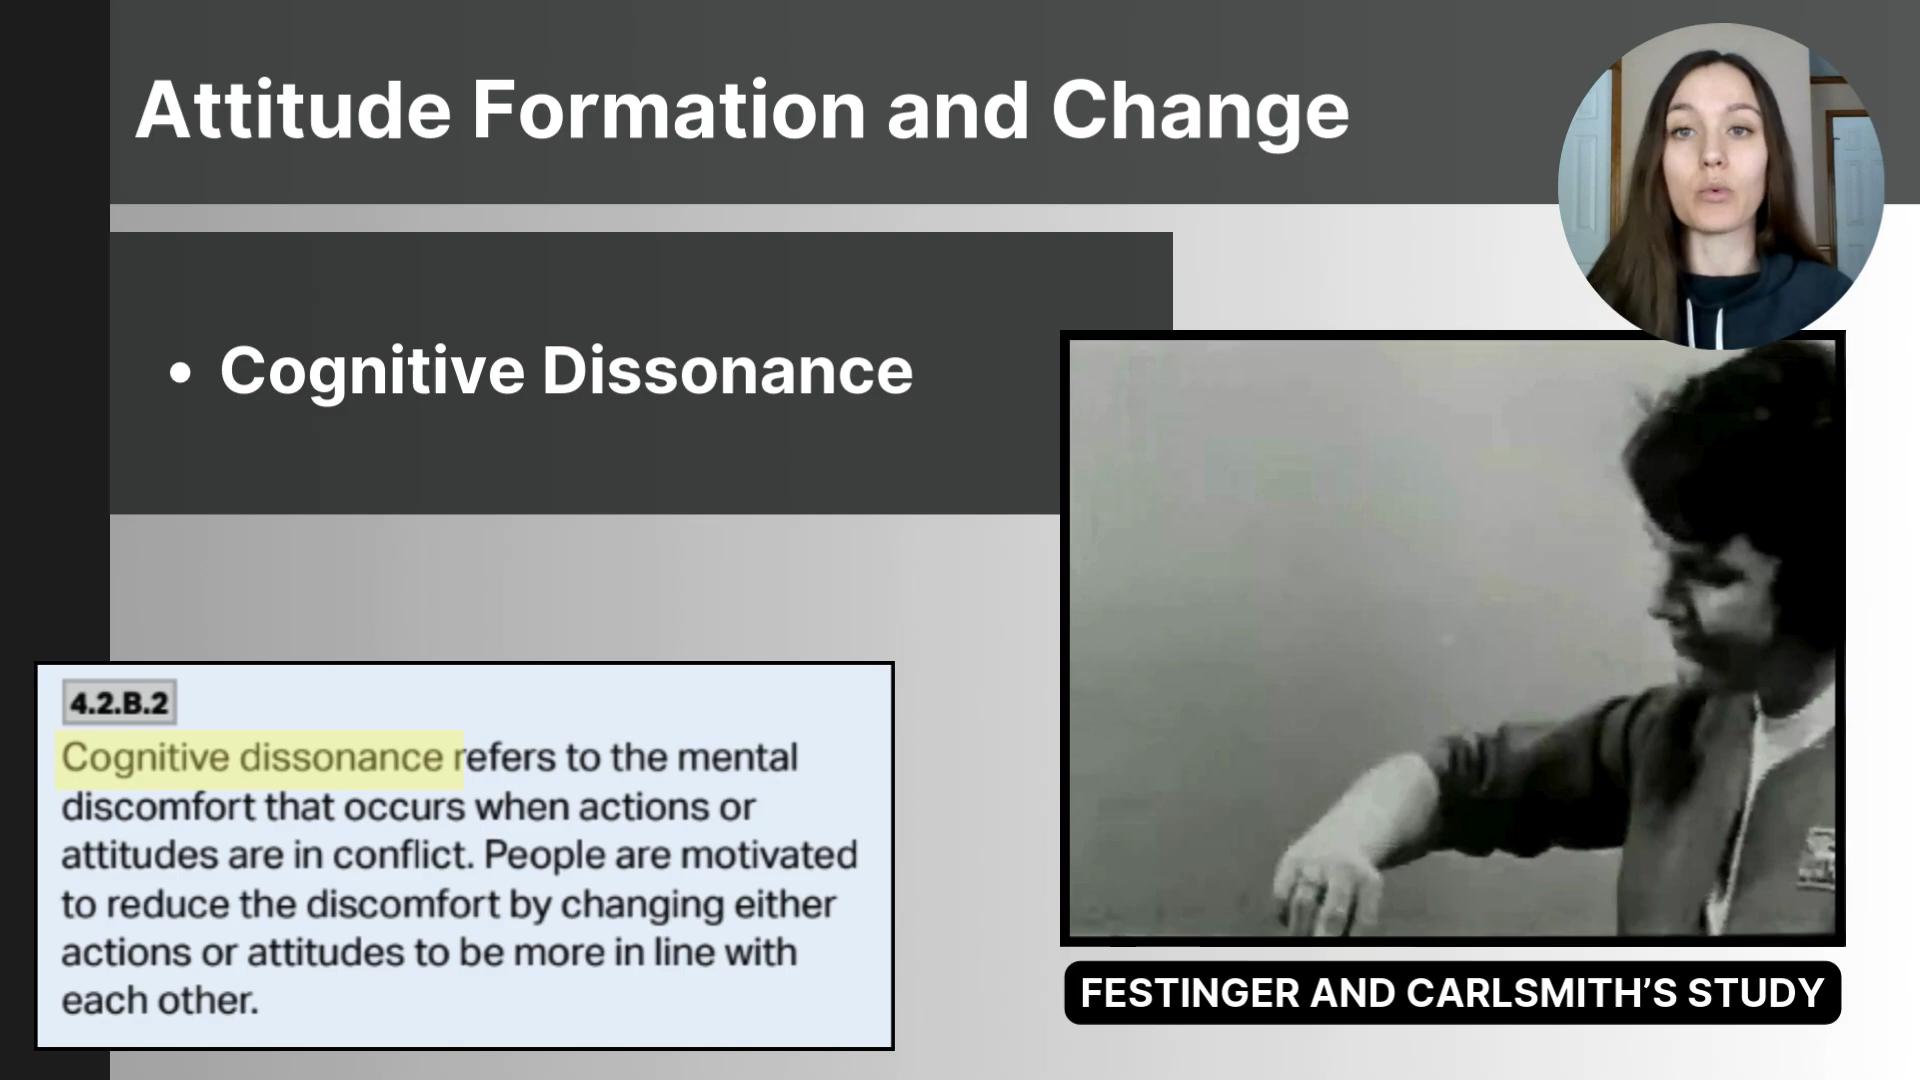 Attitude Formation and Change
• Cognitive Dissonance
4.2.B.2
Cognitive dissonance refers to the mental
discomfort that occurs when actions or
attitudes are in conflict. People are motivated
to reduce the discomfort by changing either
actions or attitudes to be more in line with
each other.
FESTINGER AND CARLSMITH’S STUDY